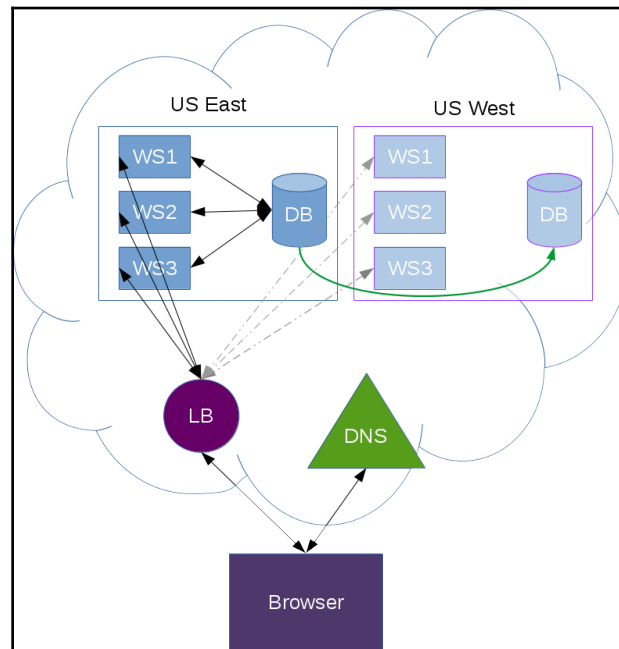 US East
US West
WS1
WS2
WS3
DB
WS1
WS2
WS3
DB
LB
DNS
Browser